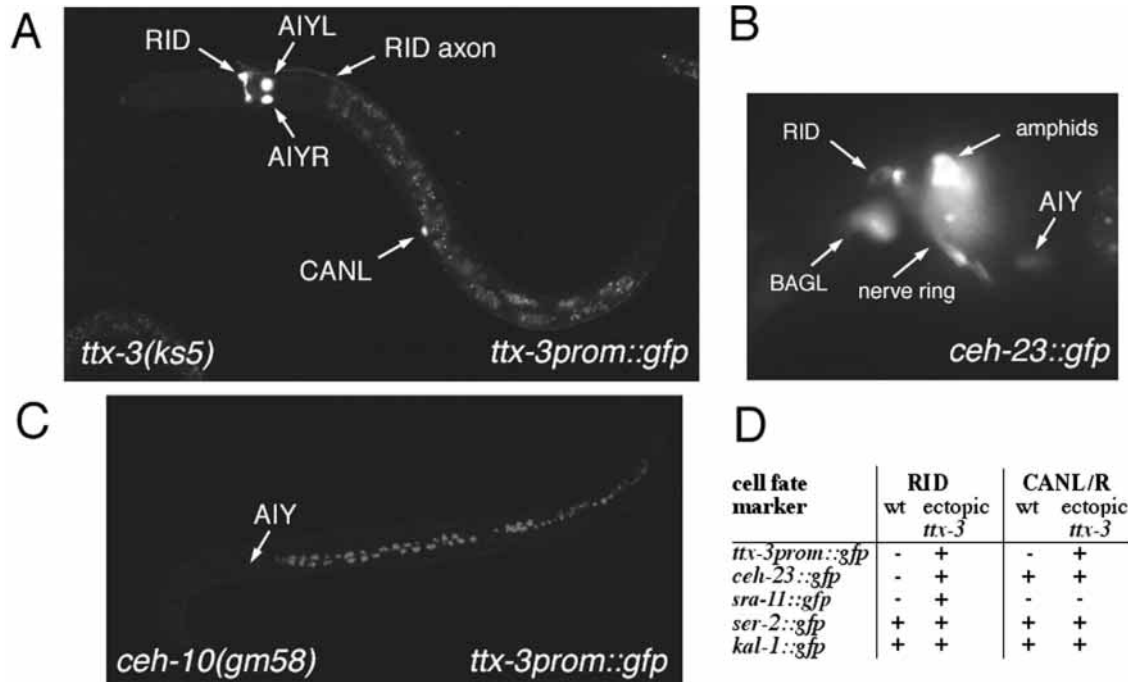 A
RID
AIYL
RID axon
AIYR
CANL
ttx-3(ks5)
ttx-3prom::gfp
B
RID
amphids
AIY
BAGL
nerve ring
ceh-23::gfp
C
AIY
ceh-10(gm58)
ttx-3prom::gfp
D
cell fate marker RID CANL/R
wt ectopic ttx-3 wt ectopic ttx-3
ttx-3prom::gfp - + - +
ceh-23::gfp - + + +
sra-11::gfp - + - -
ser-2::gfp + + + +
kal-1::gfp + + + +